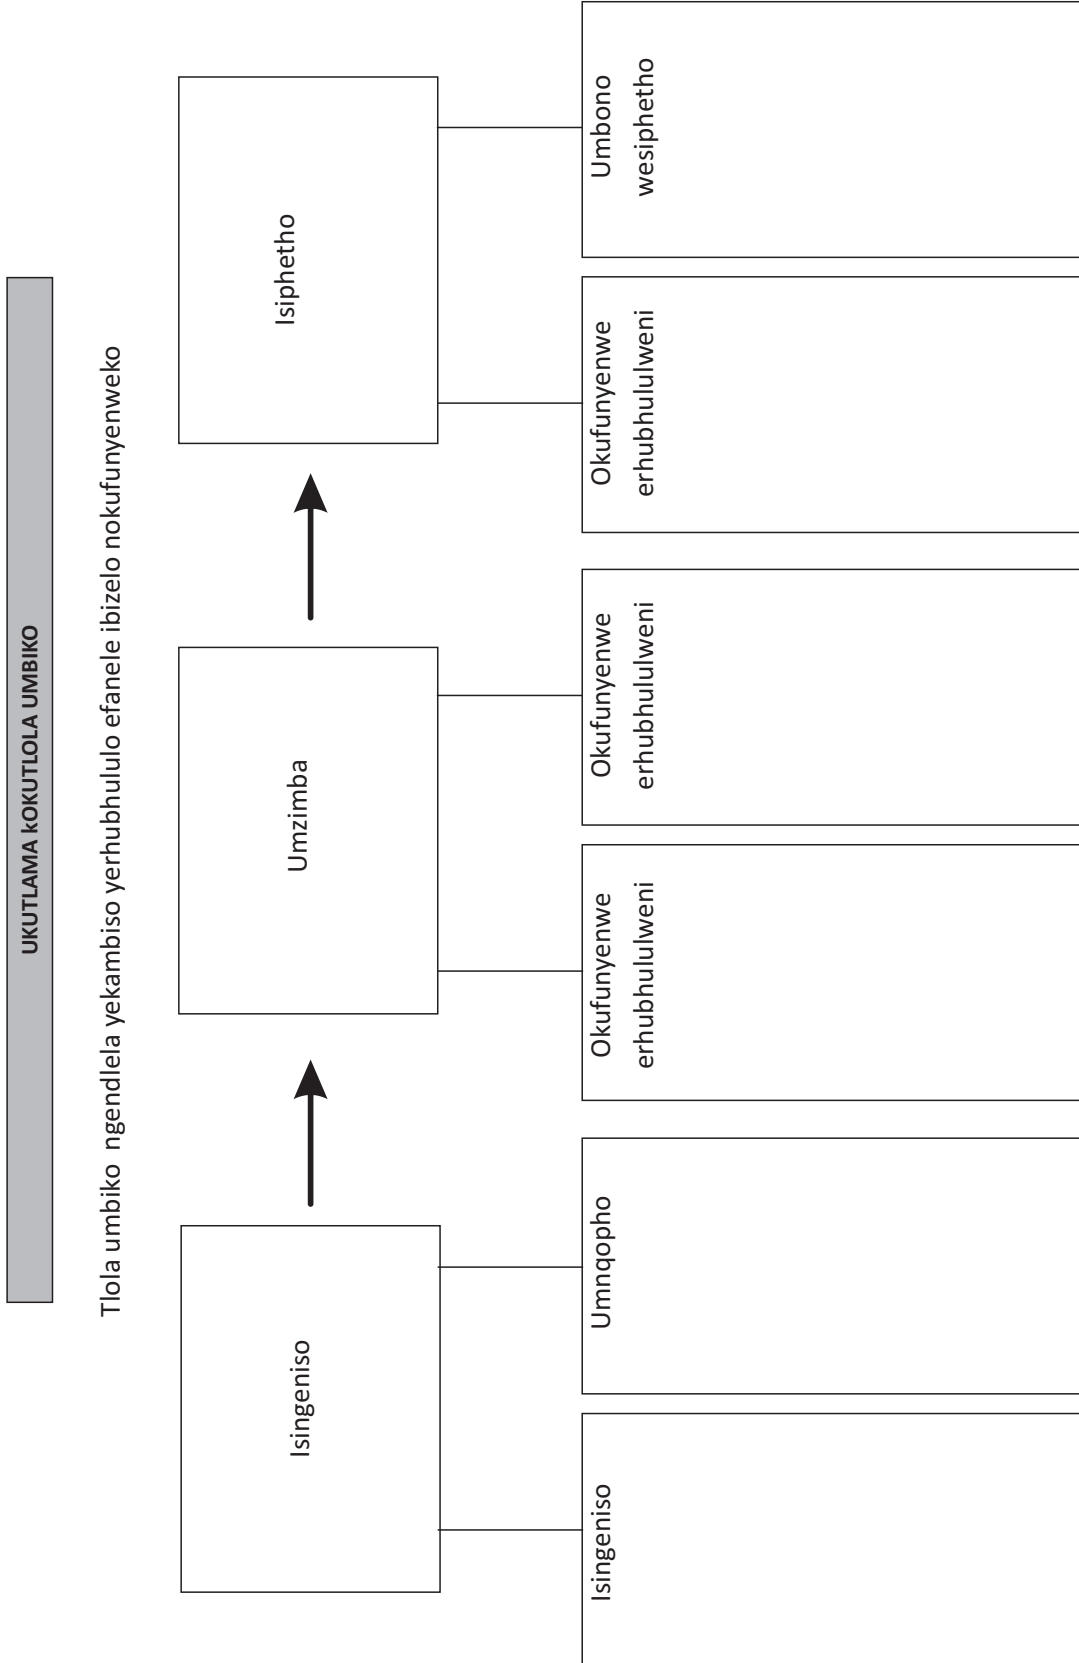 UKUTLAMA kOKUTLOLA UMBIKO
Tlola umbiko ngendlela yekambiso yerhubhululo efanele ibizelo nokufunyenweko
Isingeniso
Umzimba
Isiphetho
Isingeniso
Umnqopho
Okufunyenwe
erhubhululweni
Okufunyenwe
erhubhululweni
Okufunyenwe
erhubhululweni
Umbono
wesiphetho